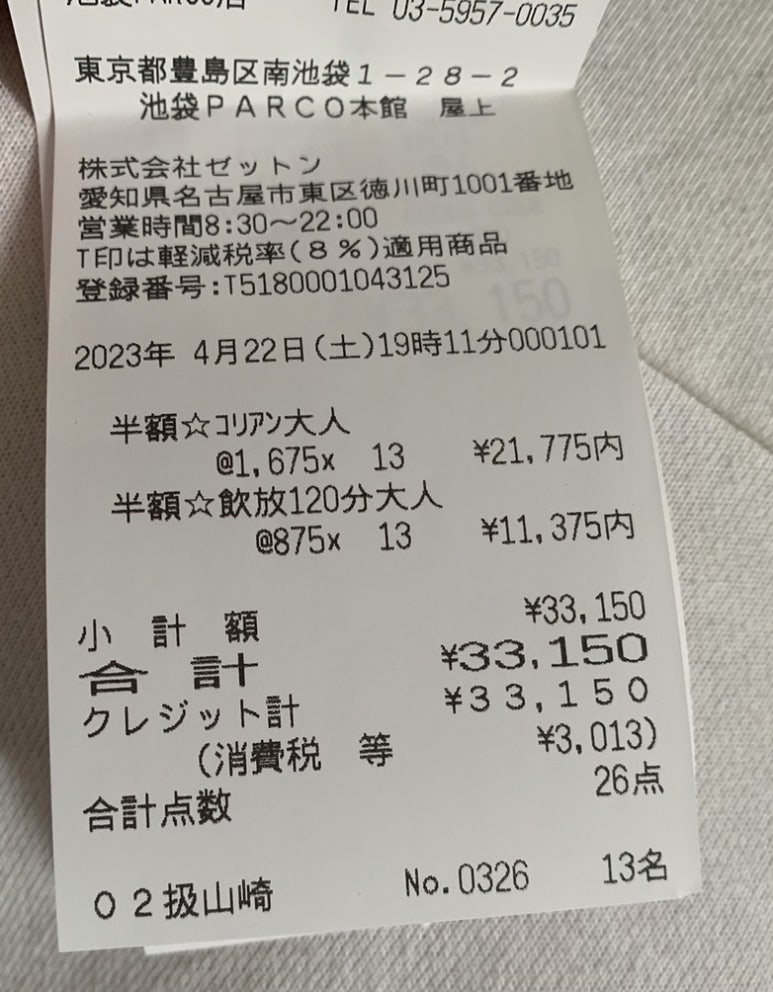 池袋PARCO店 TEL 03-5957-0035
東京都豊島区南池袋1-28-2
池袋PARCO本館 屋上
株式会社ゼットン
愛知県名古屋市東区徳川町1001番地
営業時間8:30～22:00
T印は軽減税率(8%)適用商品
登録番号:T5180001043125
2023年 4月22日(土)19時11分000101
半額☆コリアン大人
@1,675x 13 ¥21,775内
半額☆飲放120分大人
@875x 13 ¥11,375内
小計額 ¥33,150
合計 ¥33,150
クレジット計 ¥33,150
(消費税 等 ¥3,013)
合計点数 26点
02扱山崎 No.0326 13名